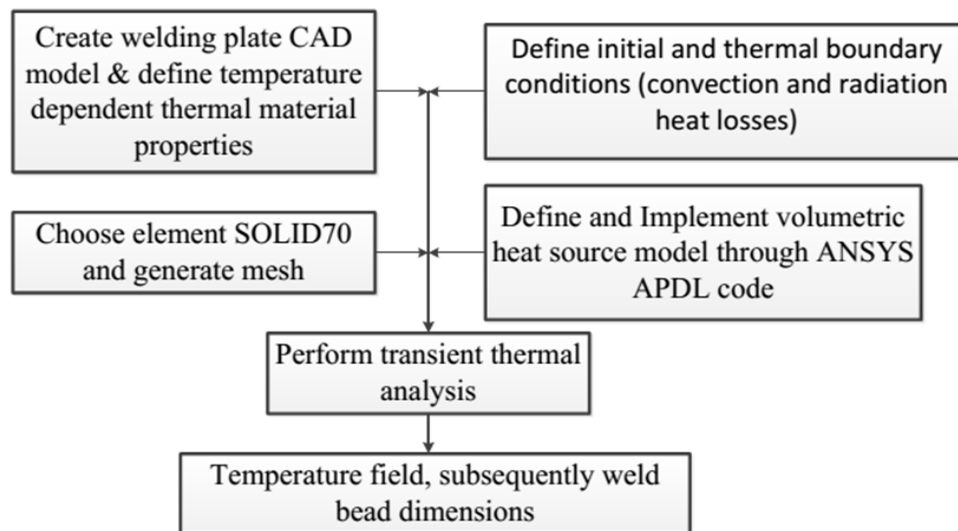 Create welding plate CAD
model & define temperature
dependent thermal material
properties
Define initial and thermal boundary
conditions (convection and radiation
heat losses)
Choose element SOLID70
and generate mesh
Define and Implement volumetric
heat source model through ANSYS
APDL code
Perform transient thermal
analysis
Temperature field, subsequently weld
bead dimensions